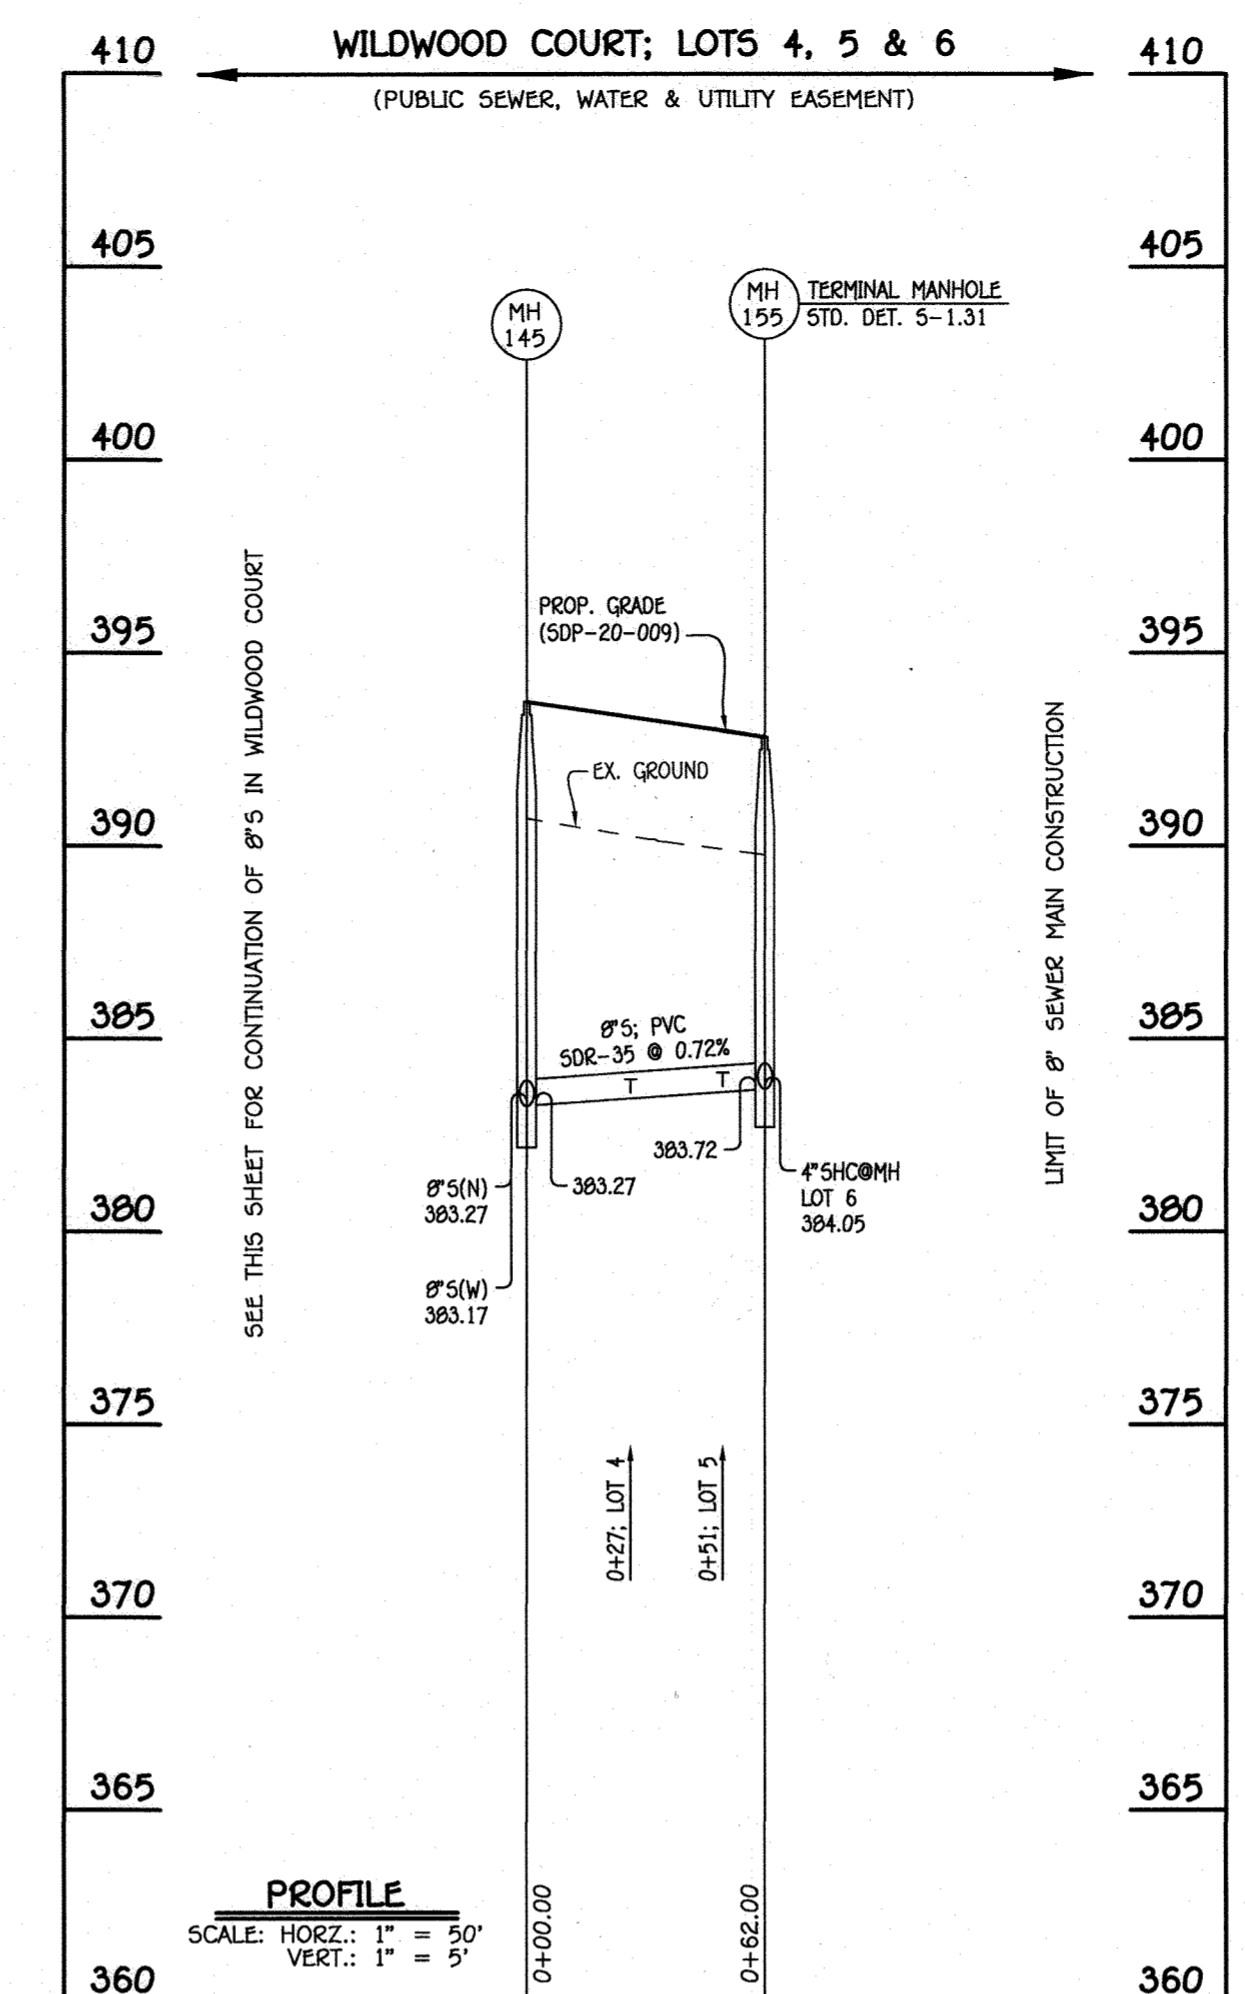 WILDWOOD COURT; LOTS 4, 5 & 6
(PUBLIC SEWER, WATER & UTILITY EASEMENT)
410
410
405
405
MH
145
MH
155
TERMINAL MANHOLE
STD. DET. S-1.31
400
400
SEE THIS SHEET FOR CONTINUATION OF 8"S IN WILDWOOD COURT
PROP. GRADE
(SDP-20-009)
395
395
EX. GROUND
LIMIT OF 8" SEWER MAIN CONSTRUCTION
390
390
385
385
8"S; PVC
SDR-35 @ 0.72%
T
T
383.72
4"SHC@MH
LOT 6
384.05
8"S(N)
383.27
383.27
380
380
8"S(W)
383.17
375
375
0+27; LOT 4
0+51; LOT 5
370
370
365
365
PROFILE
SCALE: HORZ.: 1" = 50'
VERT.: 1" = 5'
0+00.00
0+62.00
360
360